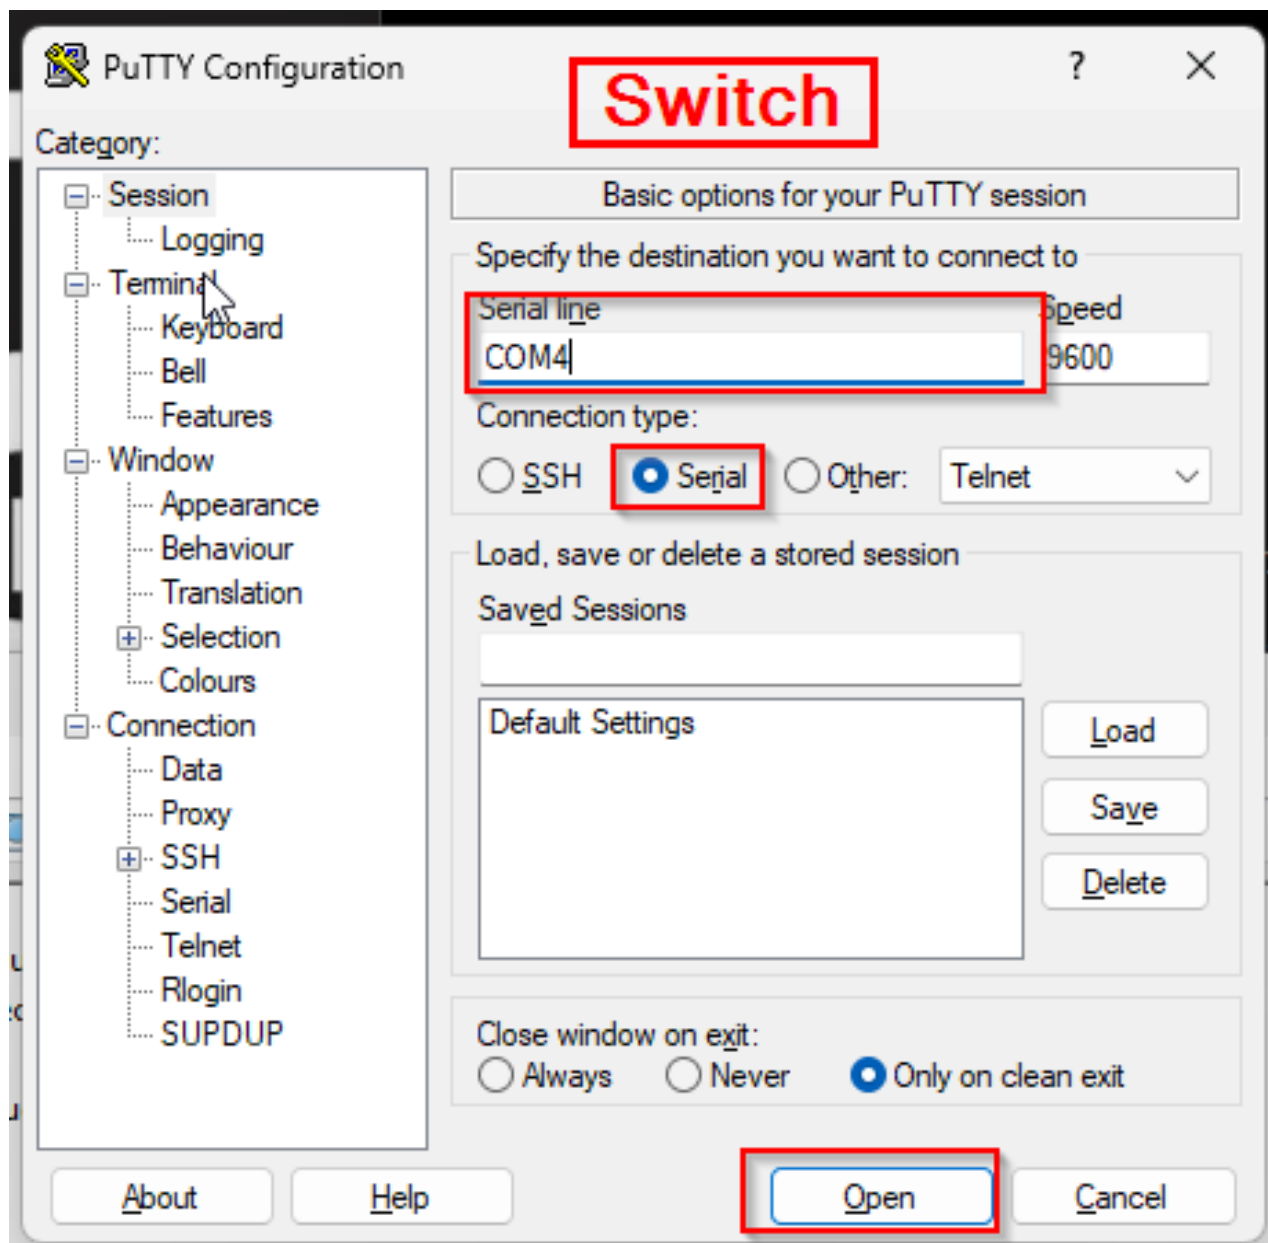 PuTTY Configuration
?
Switch
Category:
Session
Logging
Terminal
Keyboard
Bell
Features
Window
Appearance
Behaviour
Translation
Selection
Colours
Connection
Data
Proxy
SSH
Serial
Telnet
Rlogin
SUPDUP
Basic options for your PuTTY session
Specify the destination you want to connect to
Serial line Speed
COM4 9600
Connection type:
SSH Serial Other: Telnet
Load, save or delete a stored session
Saved Sessions
Default Settings
Load
Save
Delete
Close window on exit:
Always Never Only on clean exit
About Help Open Cancel